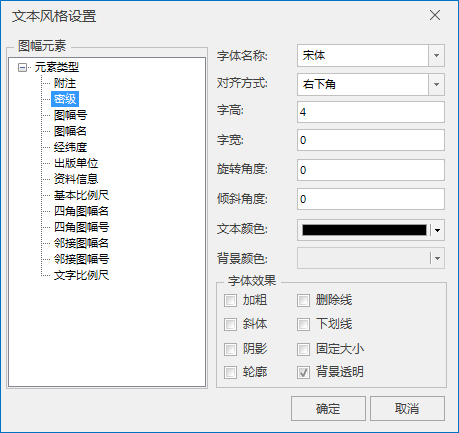 文本风格设置
图幅元素
元素类型
附注
密级
图幅号
图幅名
经纬度
出版单位
资料信息
基本比例尺
四角图幅名
四角图幅号
邻接图幅名
邻接图幅号
文字比例尺
字体名称: 宋体
对齐方式: 右下角
字高: 4
字宽: 0
旋转角度: 0
倾斜角度: 0
文本颜色:
背景颜色:
字体效果
加粗 删除线
斜体 下划线
阴影 固定大小
轮廓 背景透明
确定 取消